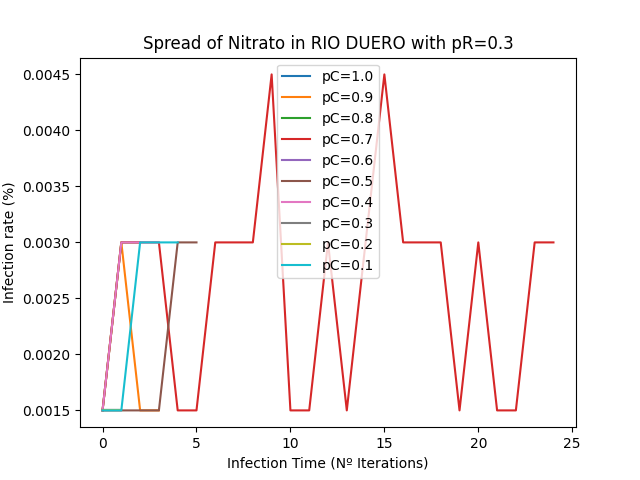 Spread of Nitrato in RIO DUERO with pR=0.3
Infection rate (%)
0.0045
0.0040
0.0035
0.0030
0.0025
0.0020
0.0015
pC=1.0
pC=0.9
pC=0.8
pC=0.7
pC=0.6
pC=0.5
pC=0.4
pC=0.3
pC=0.2
pC=0.1
0 5 10 15 20 25
Infection Time (Nº Iterations)